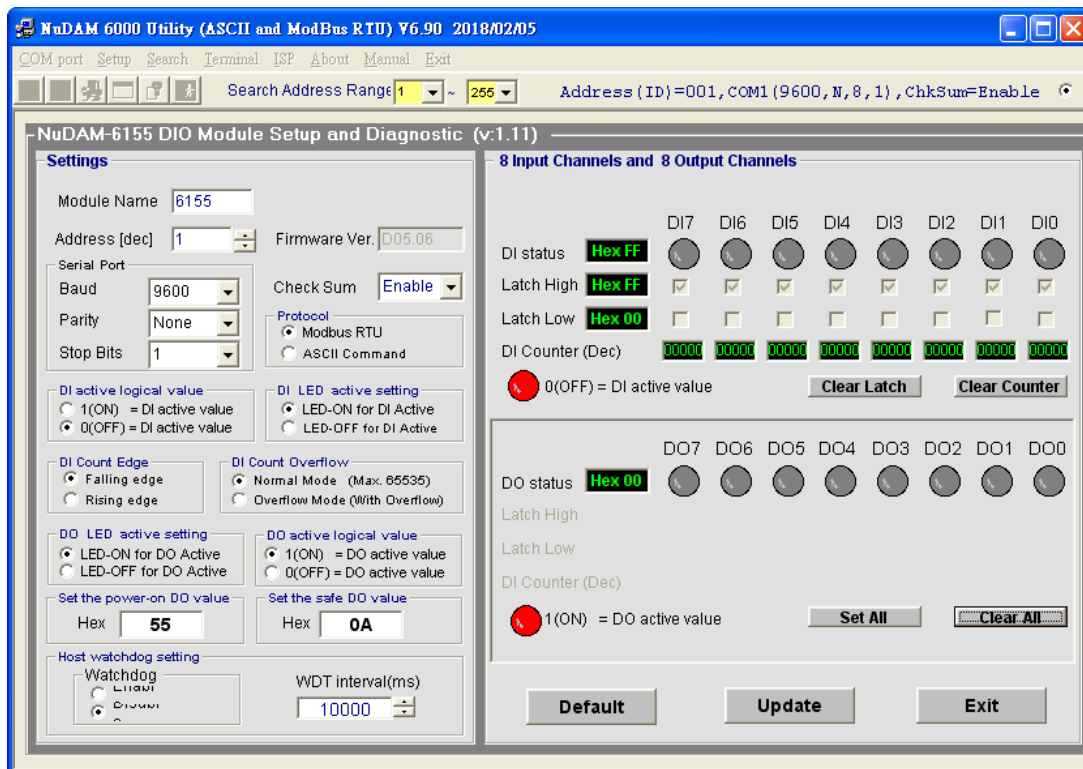 NuDAM 6000 Utility (ASCII and ModBus RTU) V6.90 2018/02/05
COM port Setup Search Terminal ISP About Manual Exit
Search Address Range 1 ~ 255 Address(ID)=001,COM1(9600,N,8,1),ChkSum=Enable
NuDAM-6155 DIO Module Setup and Diagnostic (v:1.11)
Settings
Module Name 6155
Address [dec] 1 Firmware Ver. D05.06
Serial Port
Baud 9600
Parity None
Stop Bits 1
Check Sum Enable
Protocol
Modbus RTU
ASCII Command
DI active logical value
1(ON) = DI active value
0(OFF) = DI active value
DI LED active setting
LED-ON for DI Active
LED-OFF for DI Active
DI Count Edge
Falling edge
Rising edge
DI Count Overflow
Normal Mode (Max. 65535)
Overflow Mode (With Overflow)
DO LED active setting
LED-ON for DO Active
LED-OFF for DO Active
DO active logical value
1(ON) = DO active value
0(OFF) = DO active value
Set the power-on DO value
Hex 55
Set the safe DO value
Hex 0A
Host watchdog setting
Watchdog
WDT interval(ms)
10000
8 Input Channels and 8 Output Channels
DI7 DI6 DI5 DI4 DI3 DI2 DI1 DI0
DI status Hex FF
Latch High Hex FF
Latch Low Hex 00
DI Counter (Dec) 00000 00000 00000 00000 00000 00000 00000 00000
0(OFF) = DI active value Clear Latch Clear Counter
DO7 DO6 DO5 DO4 DO3 DO2 DO1 DO0
DO status Hex 00
Latch High
Latch Low
DI Counter (Dec)
1(ON) = DO active value Set All Clear All
Default Update Exit